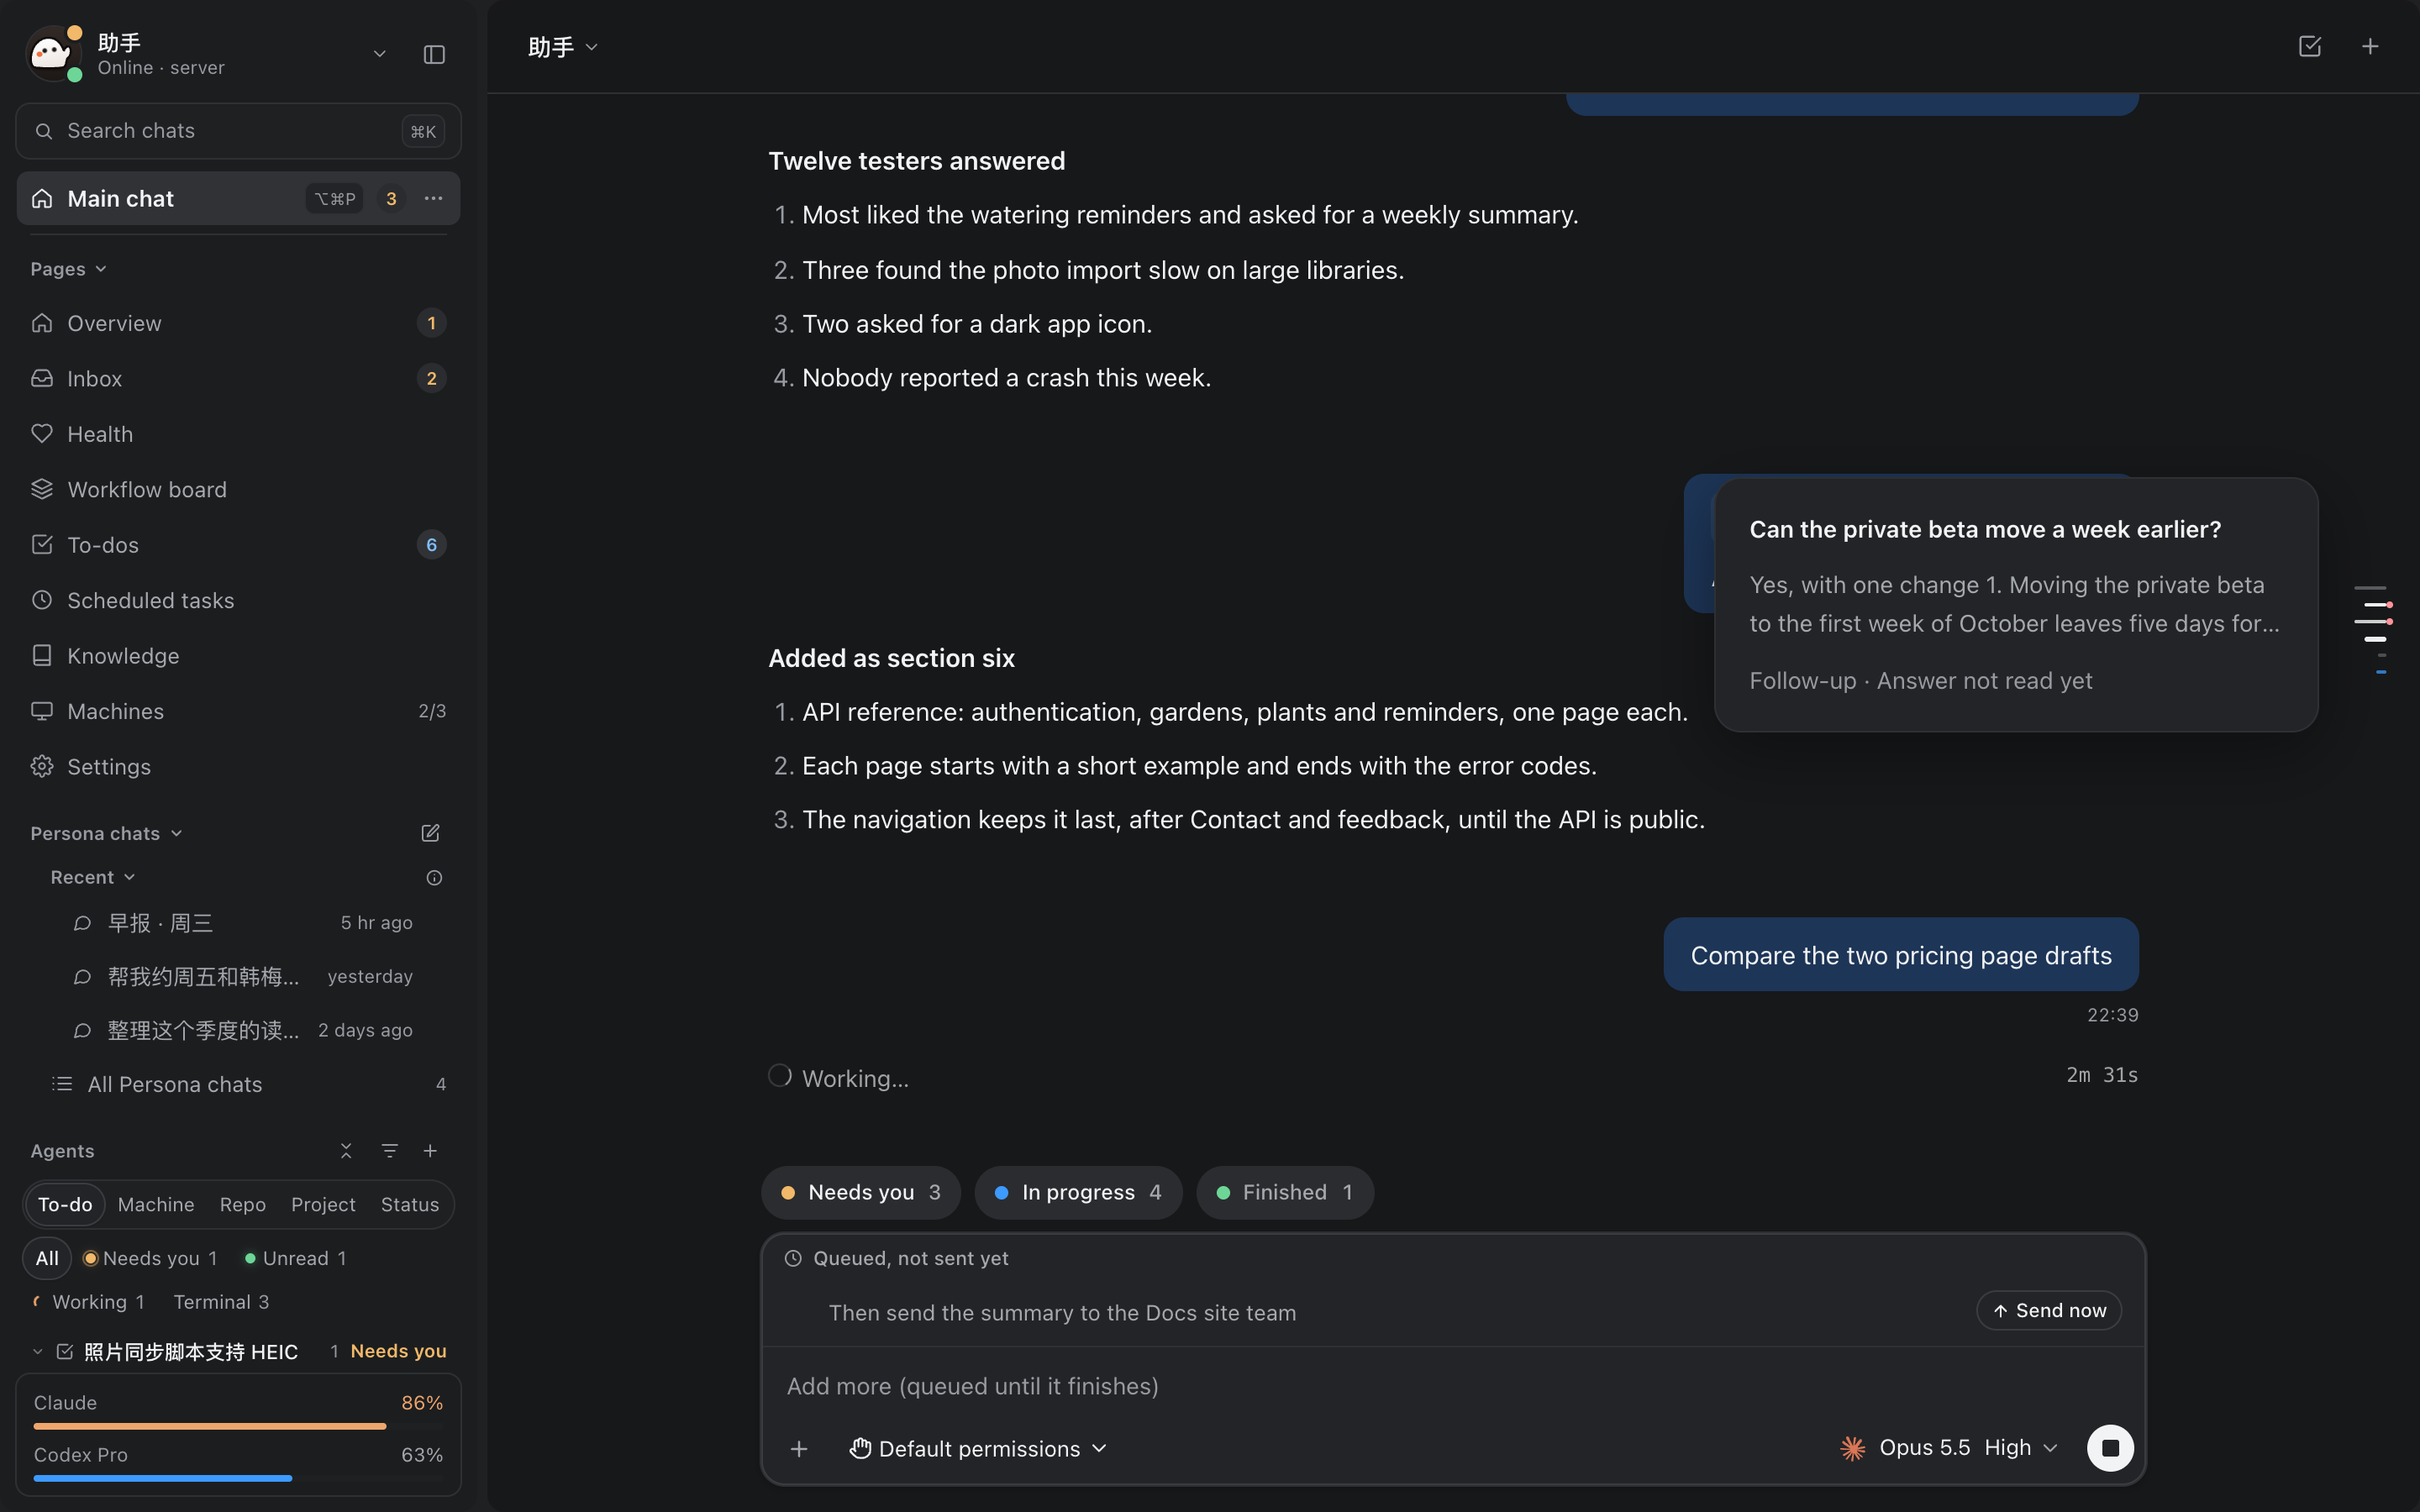 助手
Online · server
Search chats ⌘K
Main chat ⌥⌘P 3
Pages
Overview 1
Inbox 2
Health
Workflow board
To-dos 6
Scheduled tasks
Knowledge
Machines 2/3
Settings
Persona chats
Recent
早报 · 周三 5 hr ago
帮我约周五和韩梅... yesterday
整理这个季度的读... 2 days ago
All Persona chats 4
Agents
To-do Machine Repo Project Status
All Needs you 1 Unread 1
Working 1 Terminal 3
照片同步脚本支持 HEIC 1 Needs you
Claude 86%
Codex Pro 63%
助手
Twelve testers answered
1. Most liked the watering reminders and asked for a weekly summary.
2. Three found the photo import slow on large libraries.
3. Two asked for a dark app icon.
4. Nobody reported a crash this week.
Can the private beta move a week earlier?
Yes, with one change 1. Moving the private beta
to the first week of October leaves five days for...
Follow-up · Answer not read yet
Added as section six
1. API reference: authentication, gardens, plants and reminders, one page each.
2. Each page starts with a short example and ends with the error codes.
3. The navigation keeps it last, after Contact and feedback, until the API is public.
Compare the two pricing page drafts
22:39
Working... 2m 31s
Needs you 3 In progress 4 Finished 1
Queued, not sent yet
Then send the summary to the Docs site team Send now
Add more (queued until it finishes)
Default permissions Opus 5.5 High